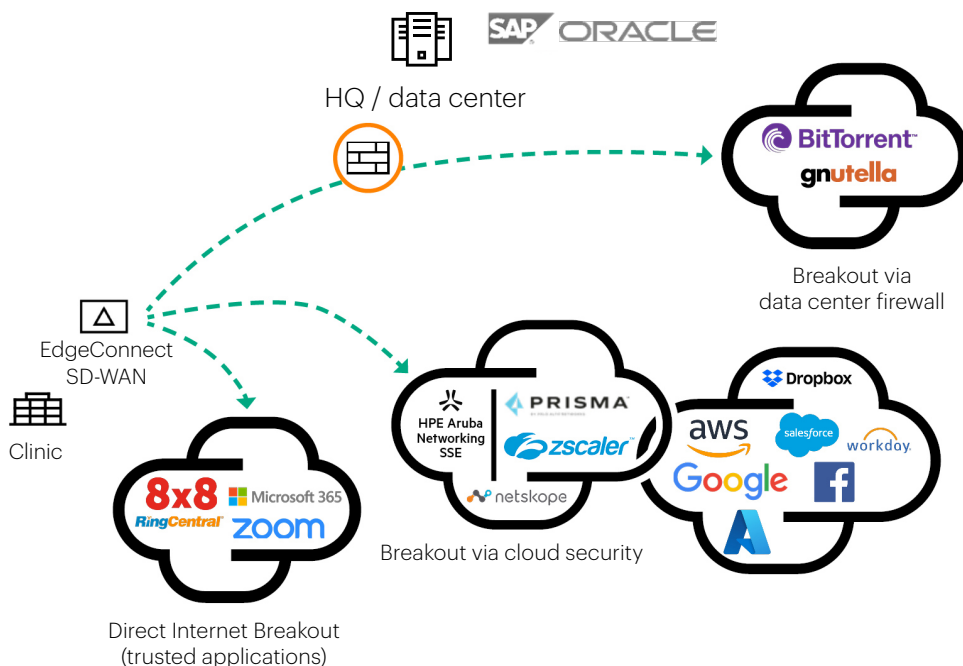 SAP
ORACLE
HQ / data center
BitTorrent™
gnutella
Breakout via
data center firewall
EdgeConnect
SD-WAN
Clinic
HPE Aruba
Networking
SSE
PRISMA
zscaler™
netskope
Breakout via cloud security
Dropbox
aws
salesforce
workday.
Google
8x8
Microsoft 365
RingCentral
zoom
Direct Internet Breakout
(trusted applications)